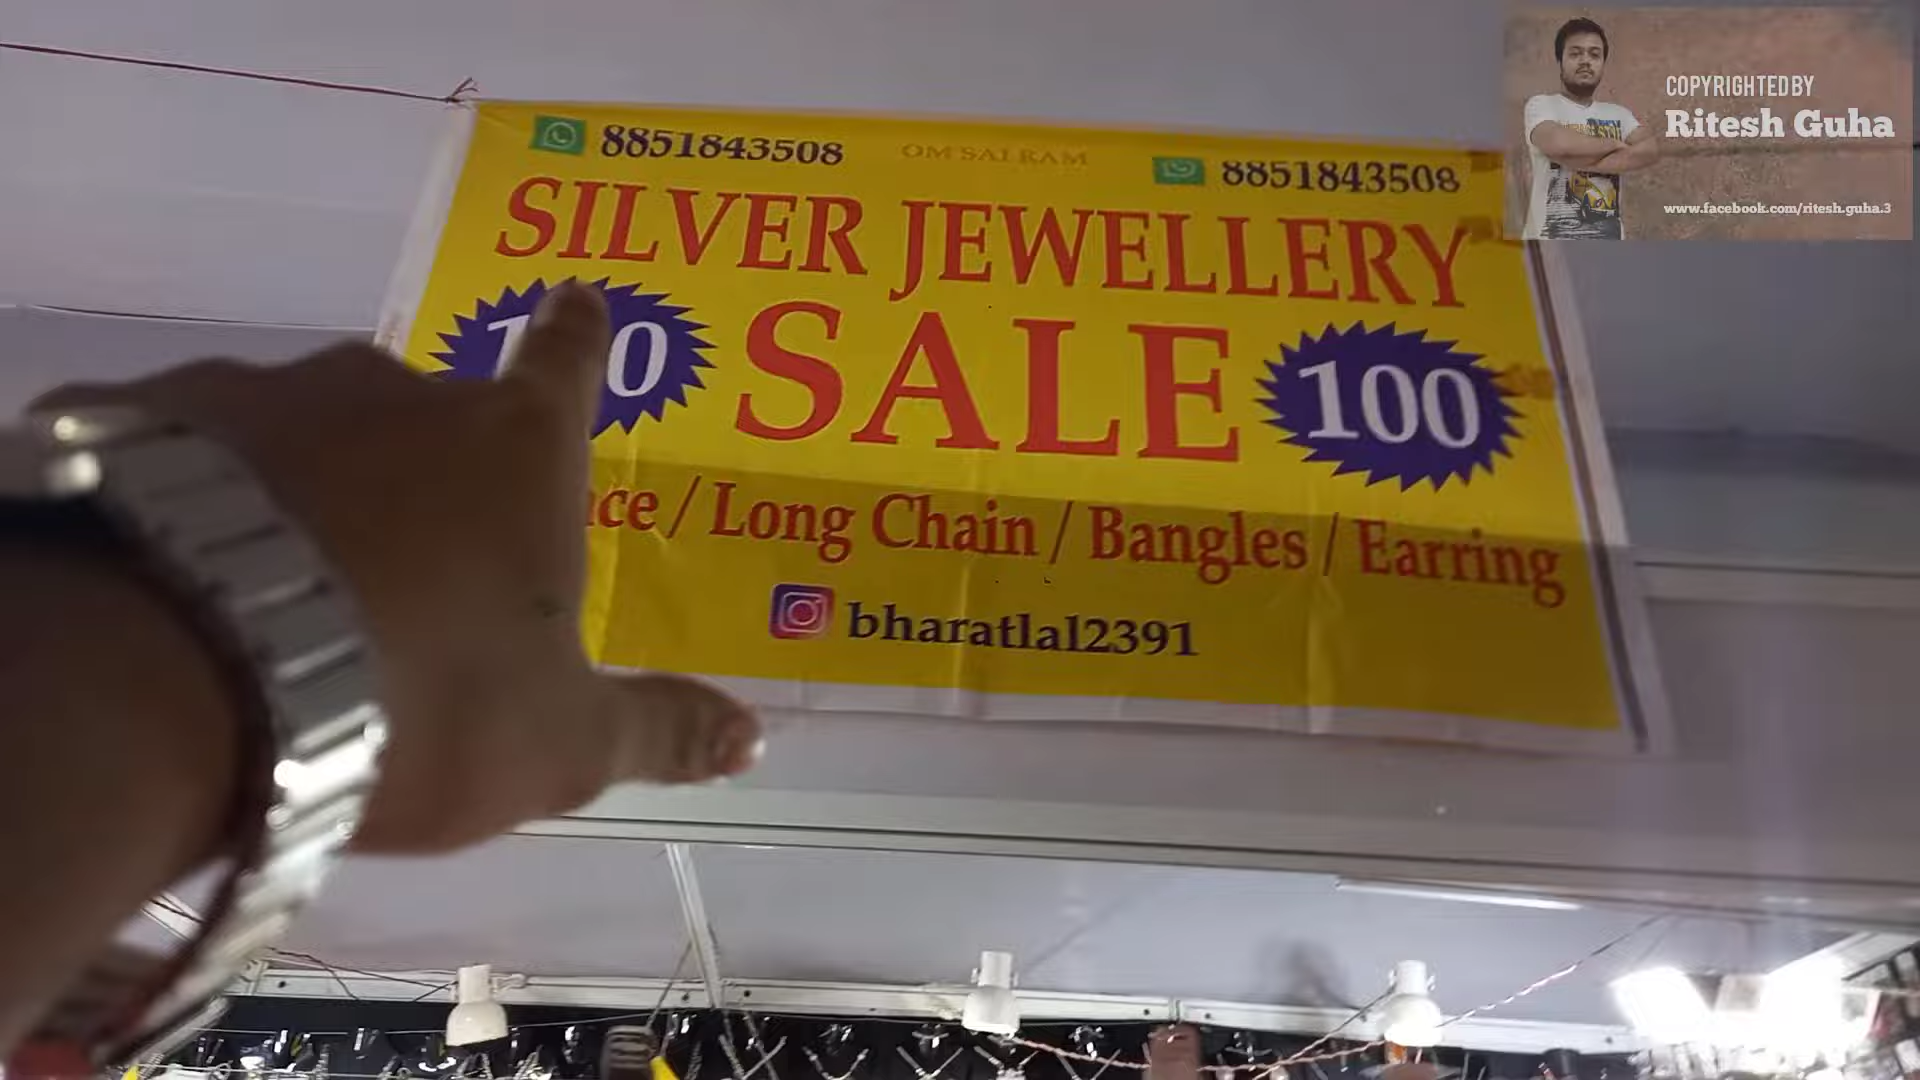 8851843508 OM SAI RAM 8851843508
SILVER JEWELLERY
SALE 100
/ Long Chain / Bangles / Earring
bharatlal2391
COPYRIGHTED BY
Ritesh Guha
www.facebook.com/ritesh.guha.3